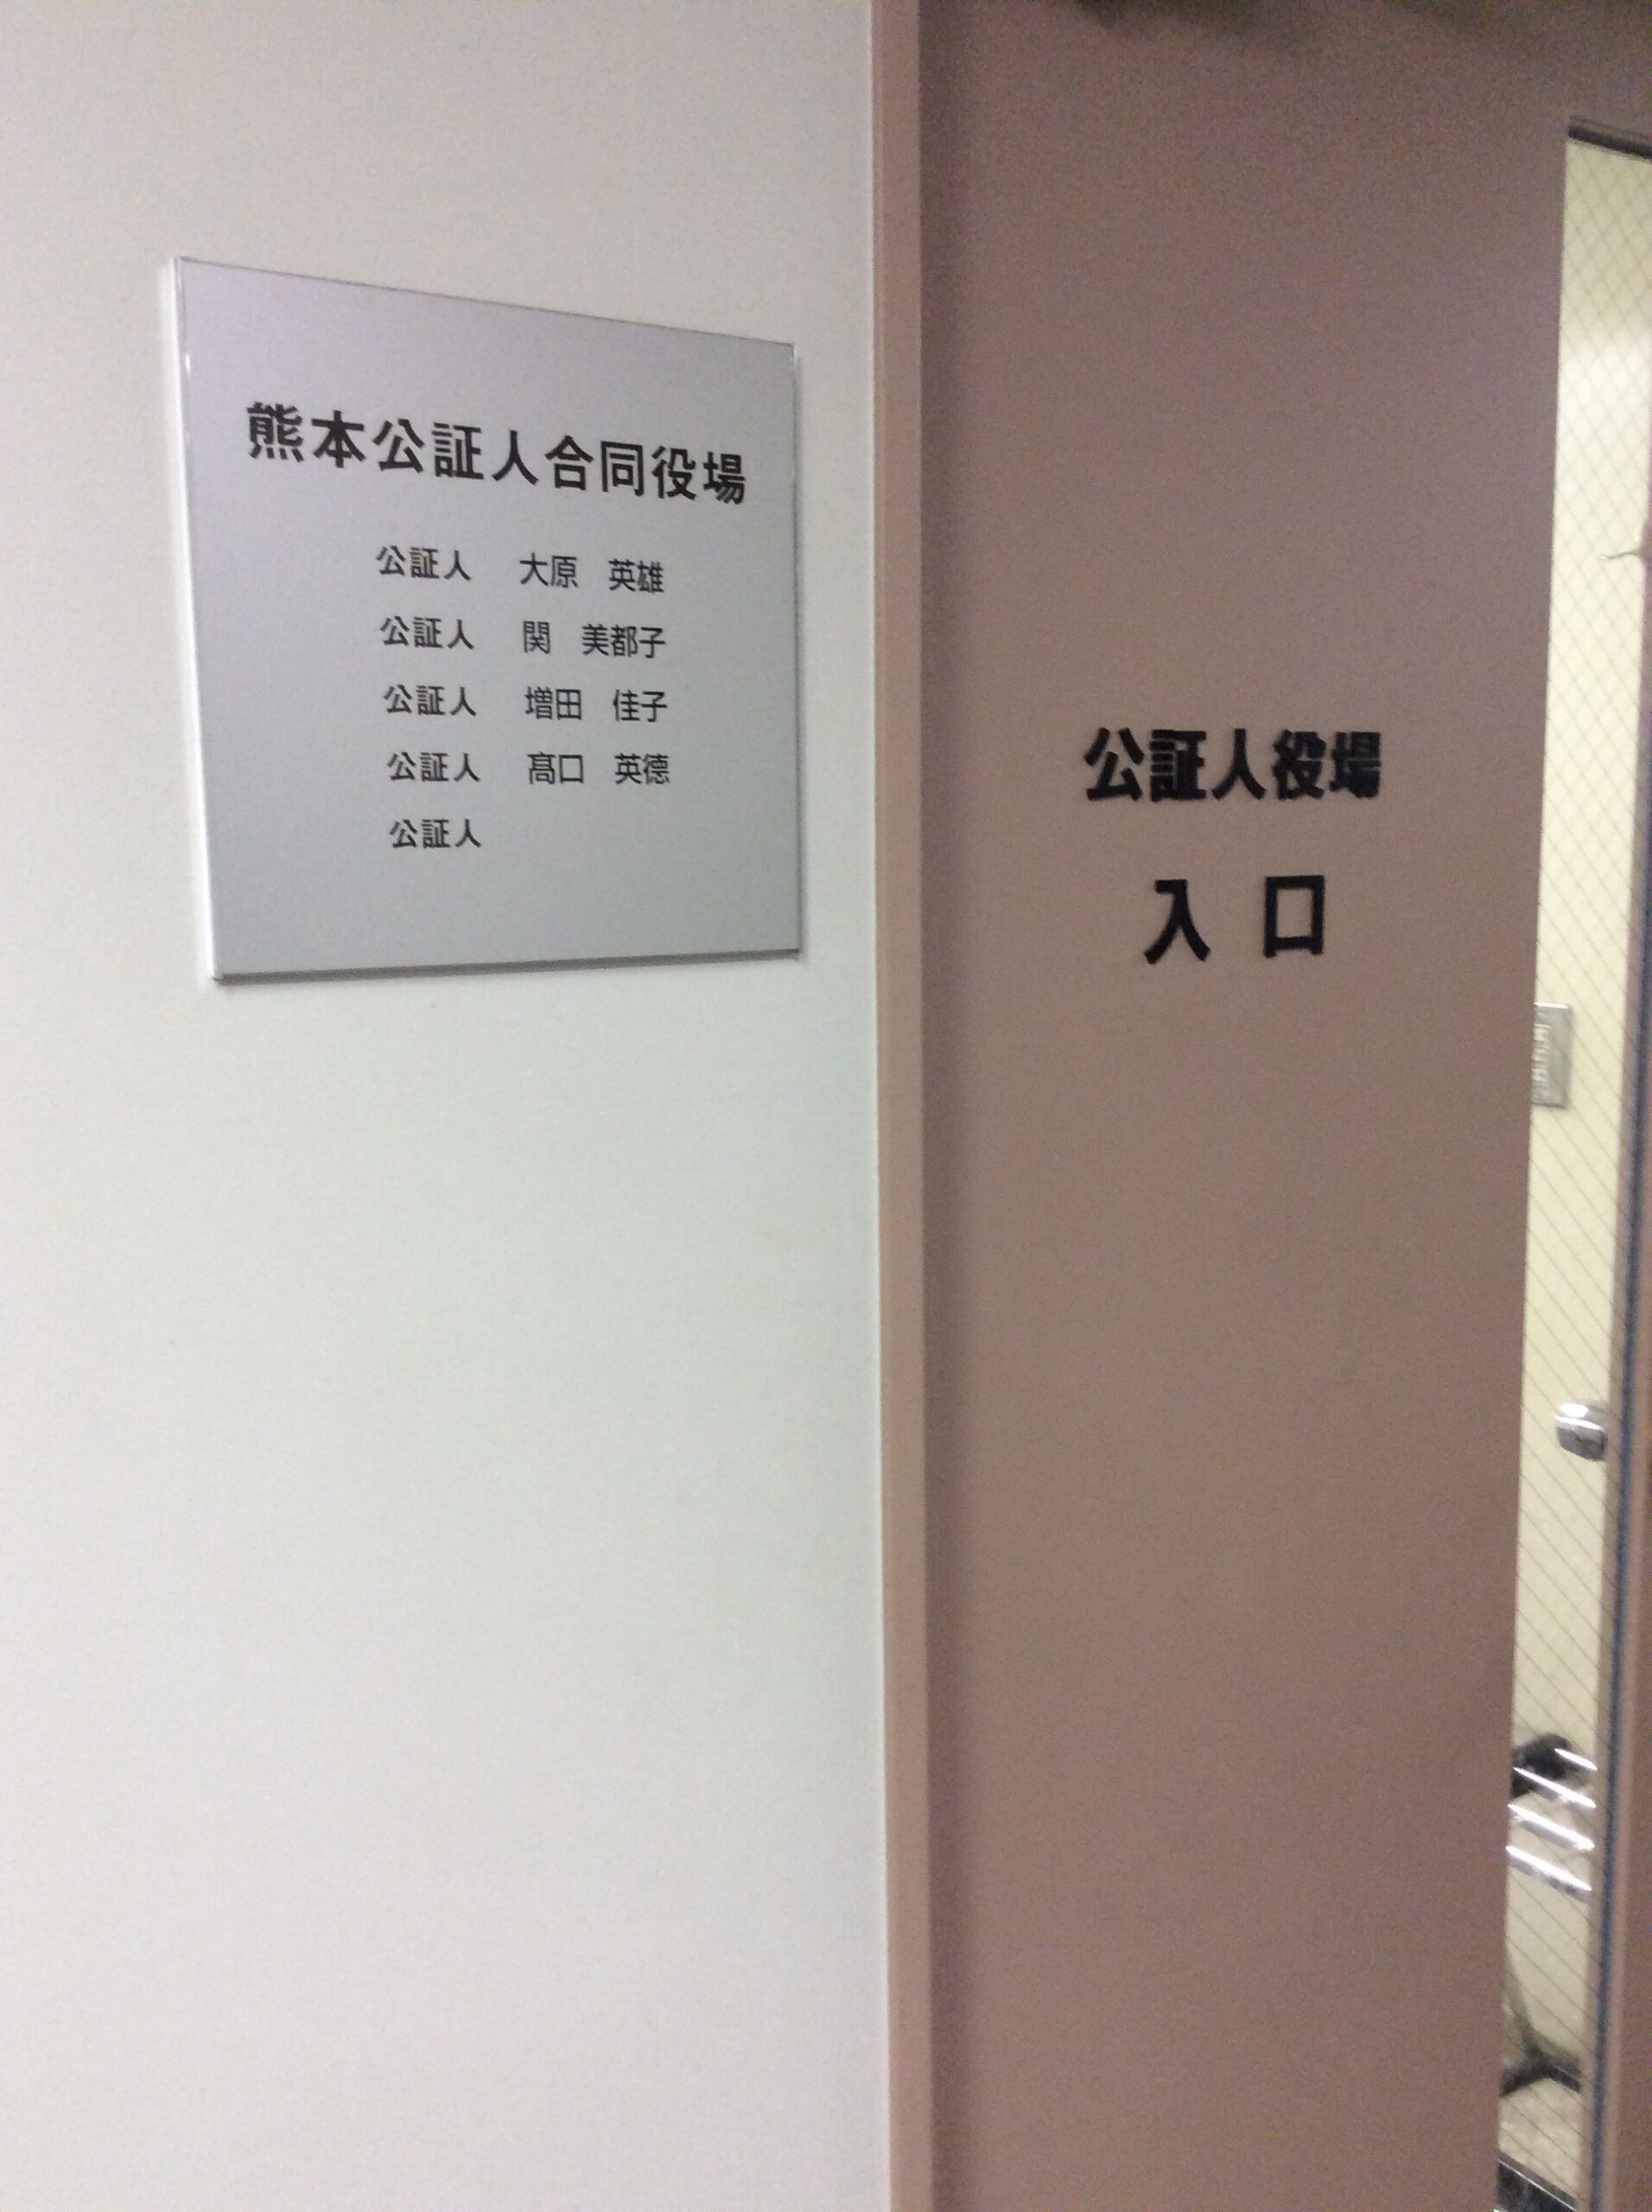 熊本公証人合同役場
公証人　大原　英雄
公証人　関　美都子
公証人　増田　佳子
公証人　髙口　英徳
公証人
公証人役場
入口